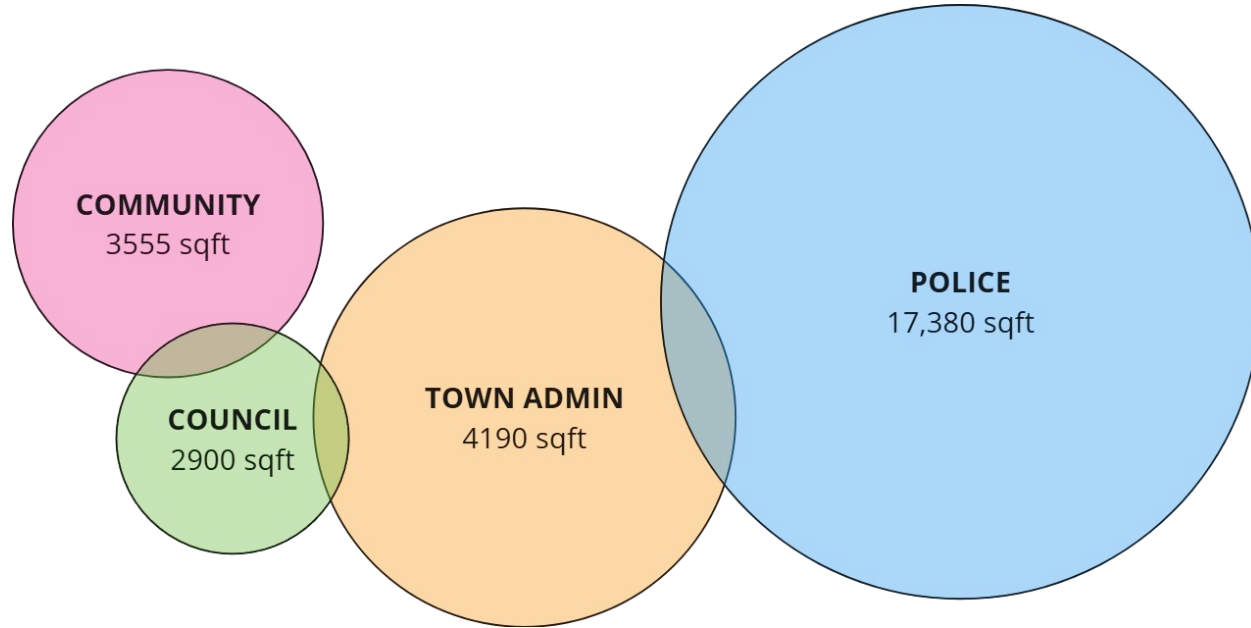 COMMUNITY
3555 sqft
COUNCIL
2900 sqft
TOWN ADMIN
4190 sqft
POLICE
17,380 sqft